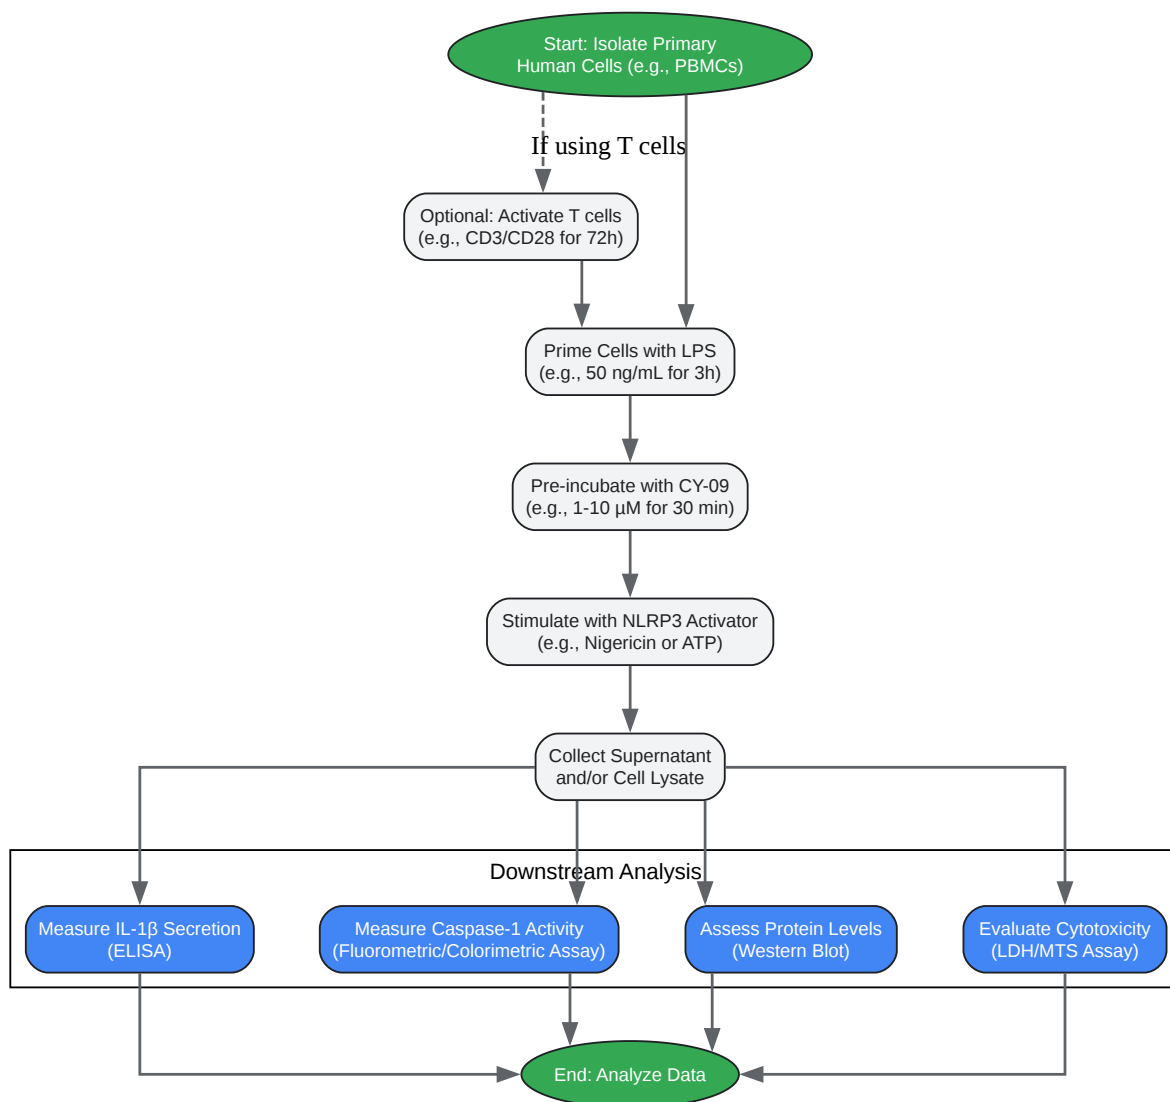 Start: Isolate Primary
Human Cells (e.g., PBMCs)
If using T cells
Optional: Activate T cells
(e.g., CD3/CD28 for 72h)
Prime Cells with LPS
(e.g., 50 ng/mL for 3h)
Pre-incubate with CY-09
(e.g., 1-10 µM for 30 min)
Stimulate with NLRP3 Activator
(e.g., Nigericin or ATP)
Collect Supernatant
and/or Cell Lysate
Downstream Analysis
Measure IL-1β Secretion
(ELISA)
Measure Caspase-1 Activity
(Fluorometric/Colorimetric Assay)
Assess Protein Levels
(Western Blot)
Evaluate Cytotoxicity
(LDH/MTS Assay)
End: Analyze Data